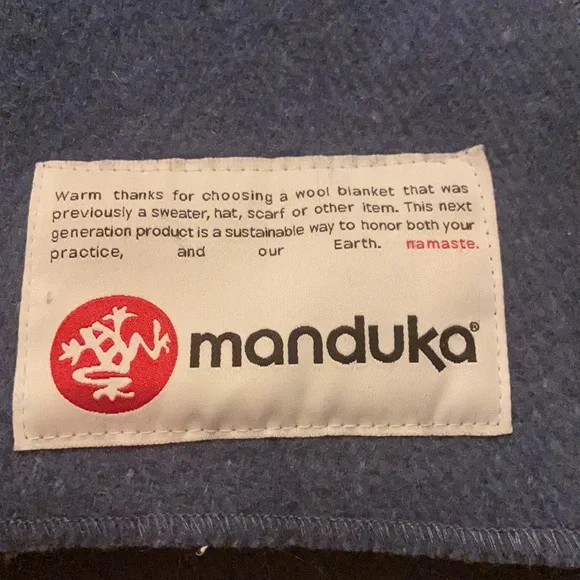 Warm thanks for choosing a wool blanket that was
previously a sweater, hat, scarf or other item. This next
generation product is a sustainable way to honor both your
practice, and our Earth. namaste.
manduka®